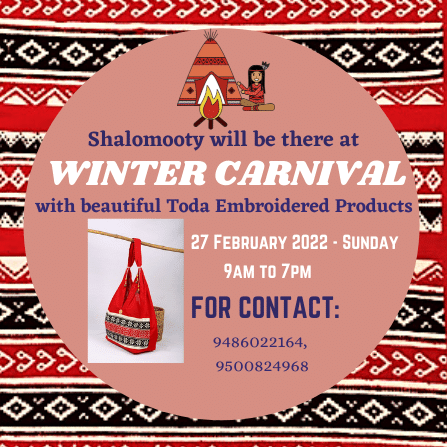 Shalomooty will be there at
WINTER CARNIVAL
with beautiful Toda Embroidered Products
27 February 2022 - Sunday
9am to 7pm
FOR CONTACT:
9486022164,
9500824968